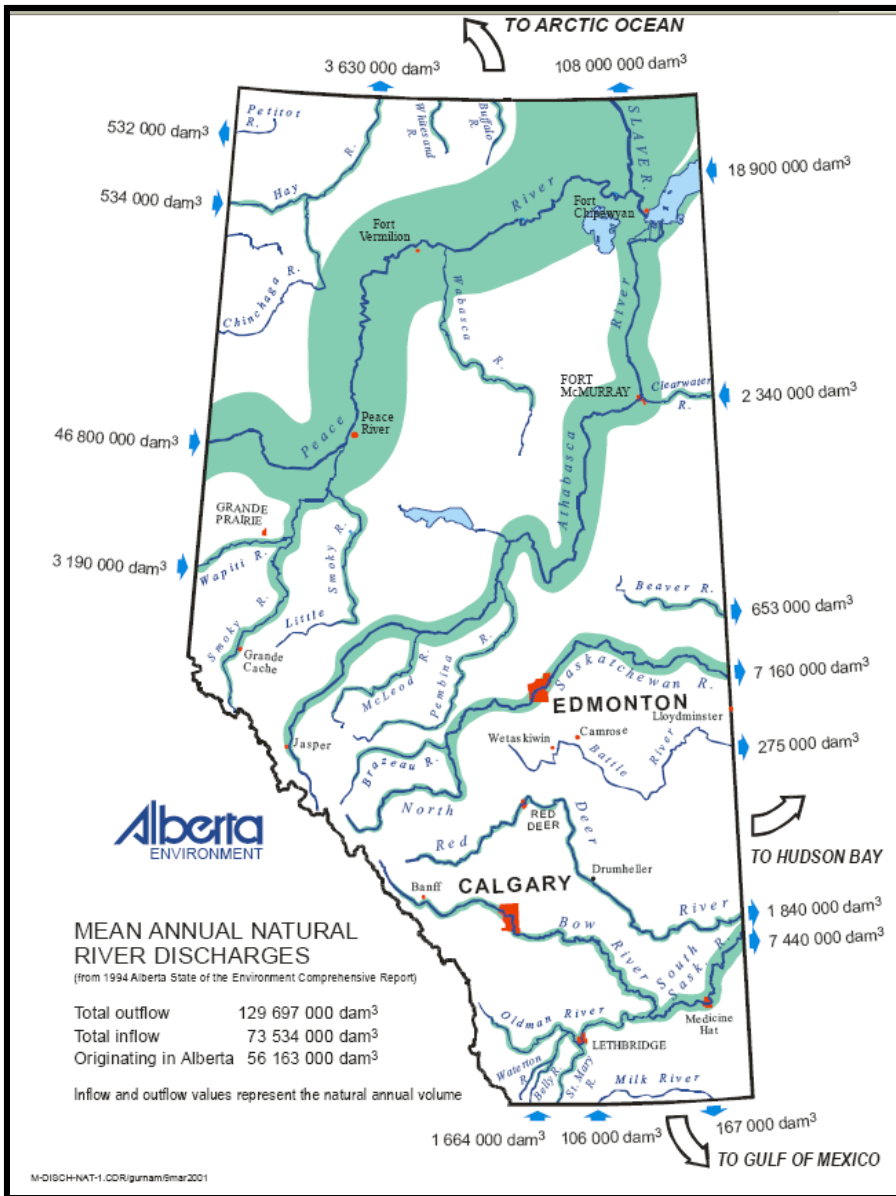 TO ARCTIC OCEAN
3 630 000 dam³
108 000 000 dam³
Petitot
R.
532 000 dam³
Whitesand
R.
Buffalo
R.
SLAVE R.
18 900 000 dam³
534 000 dam³
Hay R.
River
Fort
Chipewyan
Fort
Vermilion
Chinchaga R.
Wabasca R.
River
FORT
McMURRAY
Clearwater
R.
2 340 000 dam³
46 800 000 dam³
Peace
Peace
River
Athabasca
GRANDE
PRAIRIE
3 190 000 dam³
Wapiti R.
Smoky R.
Little Smoky R.
Beaver R.
653 000 dam³
Grande
Cache
McLeod R.
Pembina R.
Saskatchewan R.
7 160 000 dam³
EDMONTON
Lloydminster
Jasper
Brazeau R.
Wetaskiwin
Camrose
Battle River
275 000 dam³
North
Alberta
ENVIRONMENT
Red Deer River
RED
DEER
TO HUDSON BAY
Drumheller
Banff
CALGARY
Bow River
1 840 000 dam³
7 440 000 dam³
South
Sask. R.
MEAN ANNUAL NATURAL
RIVER DISCHARGES
(from 1994 Alberta State of the Environment Comprehensive Report)
Total outflow 129 697 000 dam³
Total inflow 73 534 000 dam³
Originating in Alberta 56 163 000 dam³
Inflow and outflow values represent the natural annual volume
Oldman River
LETHBRIDGE
Medicine
Hat
Waterton
R.
Belly R.
St. Mary
R.
Milk River
1 664 000 dam³
106 000 dam³
167 000 dam³
TO GULF OF MEXICO
M-DISCH-NAT-1.CDR/gurnam/9mar2001